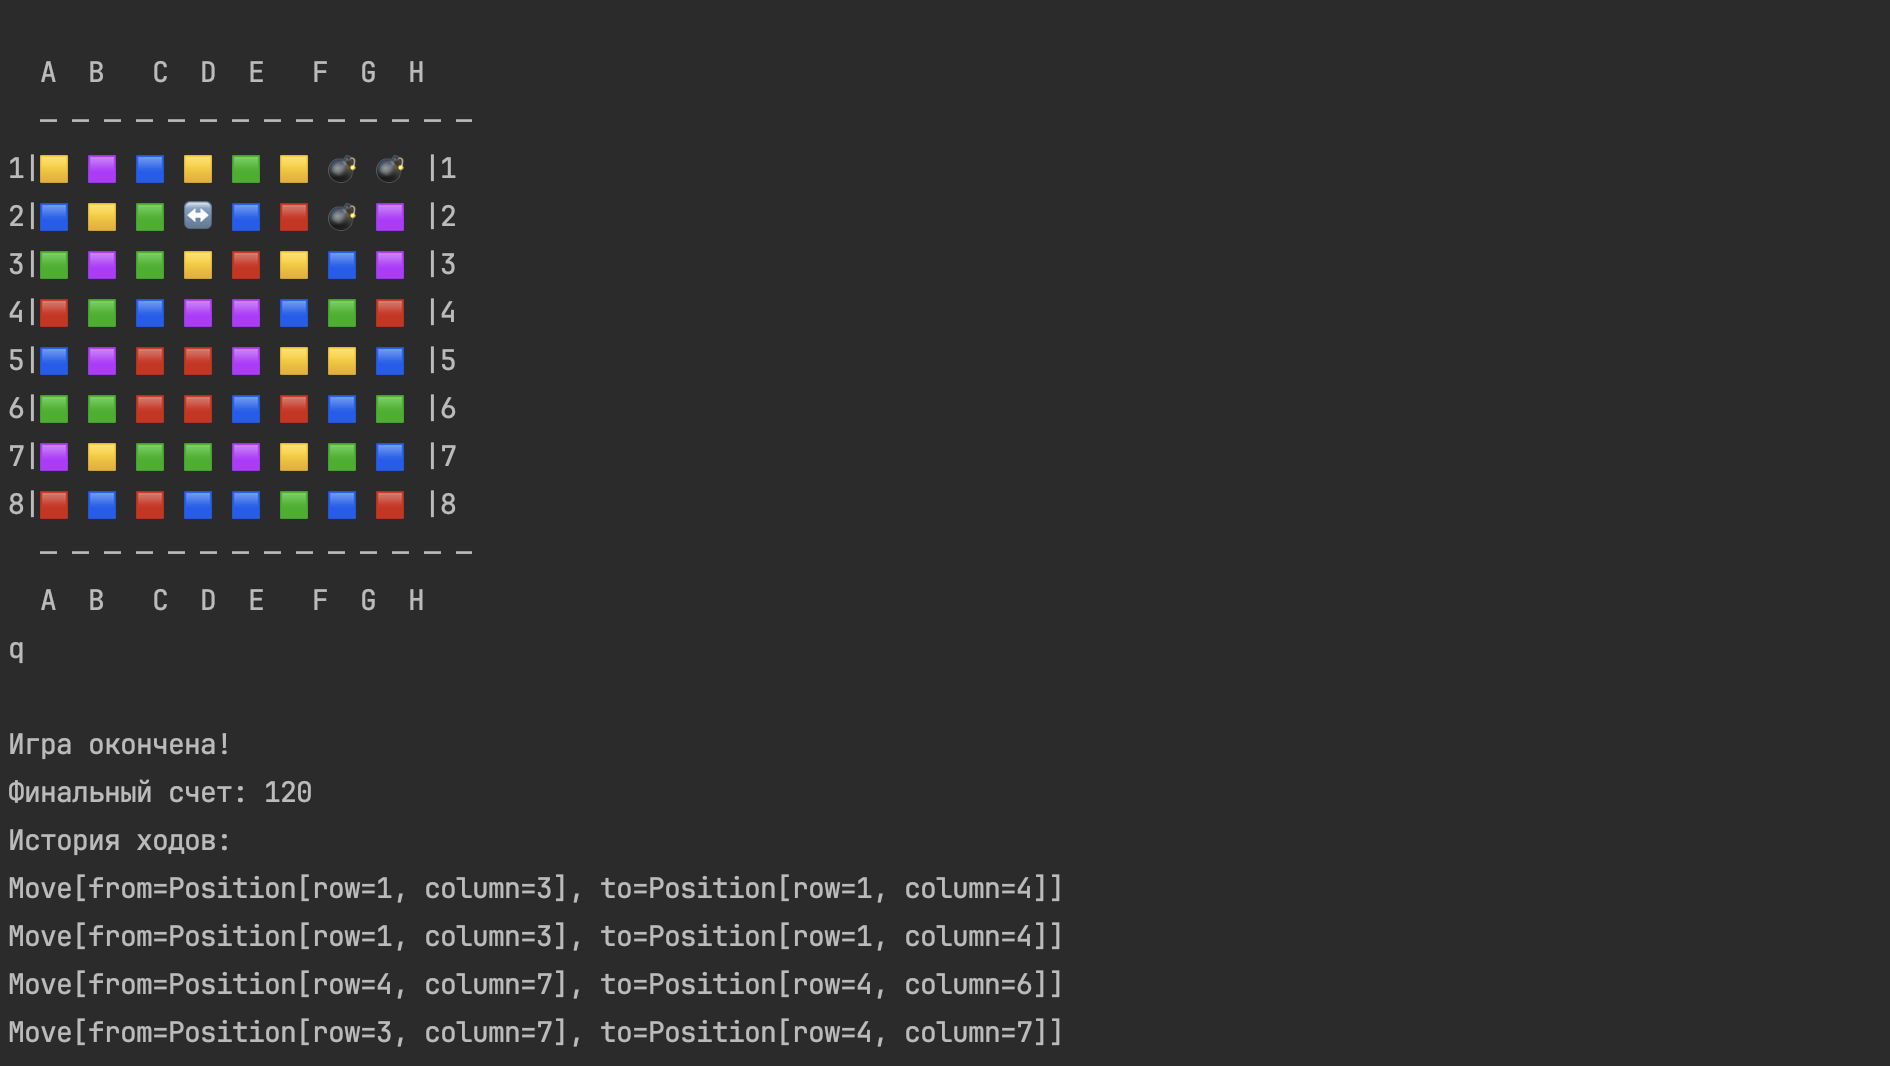 A B C D E F G H
_ _ _ _ _ _ _ _ _ _ _ _ _ _
1|🟨 🟪 🟦 🟨 🟩 🟨 💣 💣 |1
2|🟦 🟨 🟩 ↔️ 🟦 🟥 💣 🟪 |2
3|🟩 🟪 🟩 🟨 🟥 🟨 🟦 🟪 |3
4|🟥 🟩 🟦 🟪 🟪 🟦 🟩 🟥 |4
5|🟦 🟪 🟥 🟥 🟪 🟨 🟨 🟦 |5
6|🟩 🟩 🟥 🟥 🟦 🟥 🟦 🟩 |6
7|🟪 🟨 🟩 🟩 🟪 🟨 🟩 🟦 |7
8|🟥 🟦 🟥 🟦 🟦 🟩 🟦 🟥 |8
_ _ _ _ _ _ _ _ _ _ _ _ _ _
A B C D E F G H
q
Игра окончена!
Финальный счет: 120
История ходов:
Move[from=Position[row=1, column=3], to=Position[row=1, column=4]]
Move[from=Position[row=1, column=3], to=Position[row=1, column=4]]
Move[from=Position[row=4, column=7], to=Position[row=4, column=6]]
Move[from=Position[row=3, column=7], to=Position[row=4, column=7]]